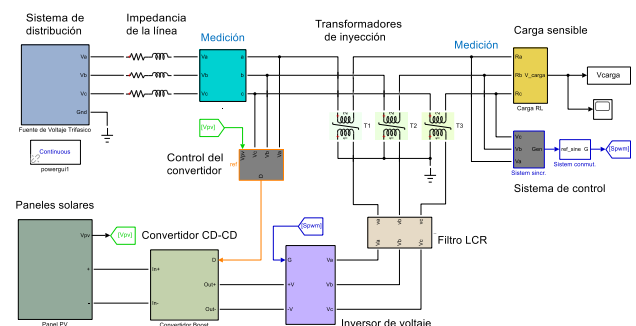 Sistema de
distribución
Impedancia
de la línea
Medición
Transformadores
de inyección
Medición
Carga sensible
Va
Vb
Vc
Gnd
Fuente de Voltaje Trifasico
Va
Vb
Vc
a
b
c
T1
T2
T3
Ra
Rb
Rc
V_carga
Carga RL
Vcarga
Continuous
powergui1
[Vpv]
Vpv
Vc
Vb
Va
D
ref
Control del
convertidor
Vc
Vb
Va
Gen
Sistem sincr.
ref_sine
G
Sistem conmut.
[Spwm]
Sistema de control
Paneles solares
Vpv
+
-
Panel PV
[Vpv]
Convertidor CD-CD
In+
In-
D
Out+
Out-
Convertidor Boost
[Spwm]
G
+V
-V
Va
Vb
Vc
Inversor de voltaje
va
vb
vc
Va
Vb
Vc
Filtro LCR